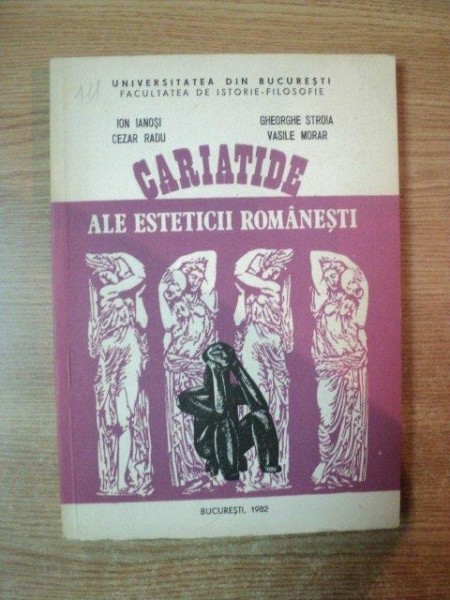 UNIVERSITATEA DIN BUCUREȘTI
FACULTATEA DE ISTORIE-FILOSOFIE
ION IANOȘI GHEORGHE STROIA
CEZAR RADU VASILE MORAR
CARIATIDE
ALE ESTETICII ROMÂNEȘTI
BUCUREȘTI, 1982